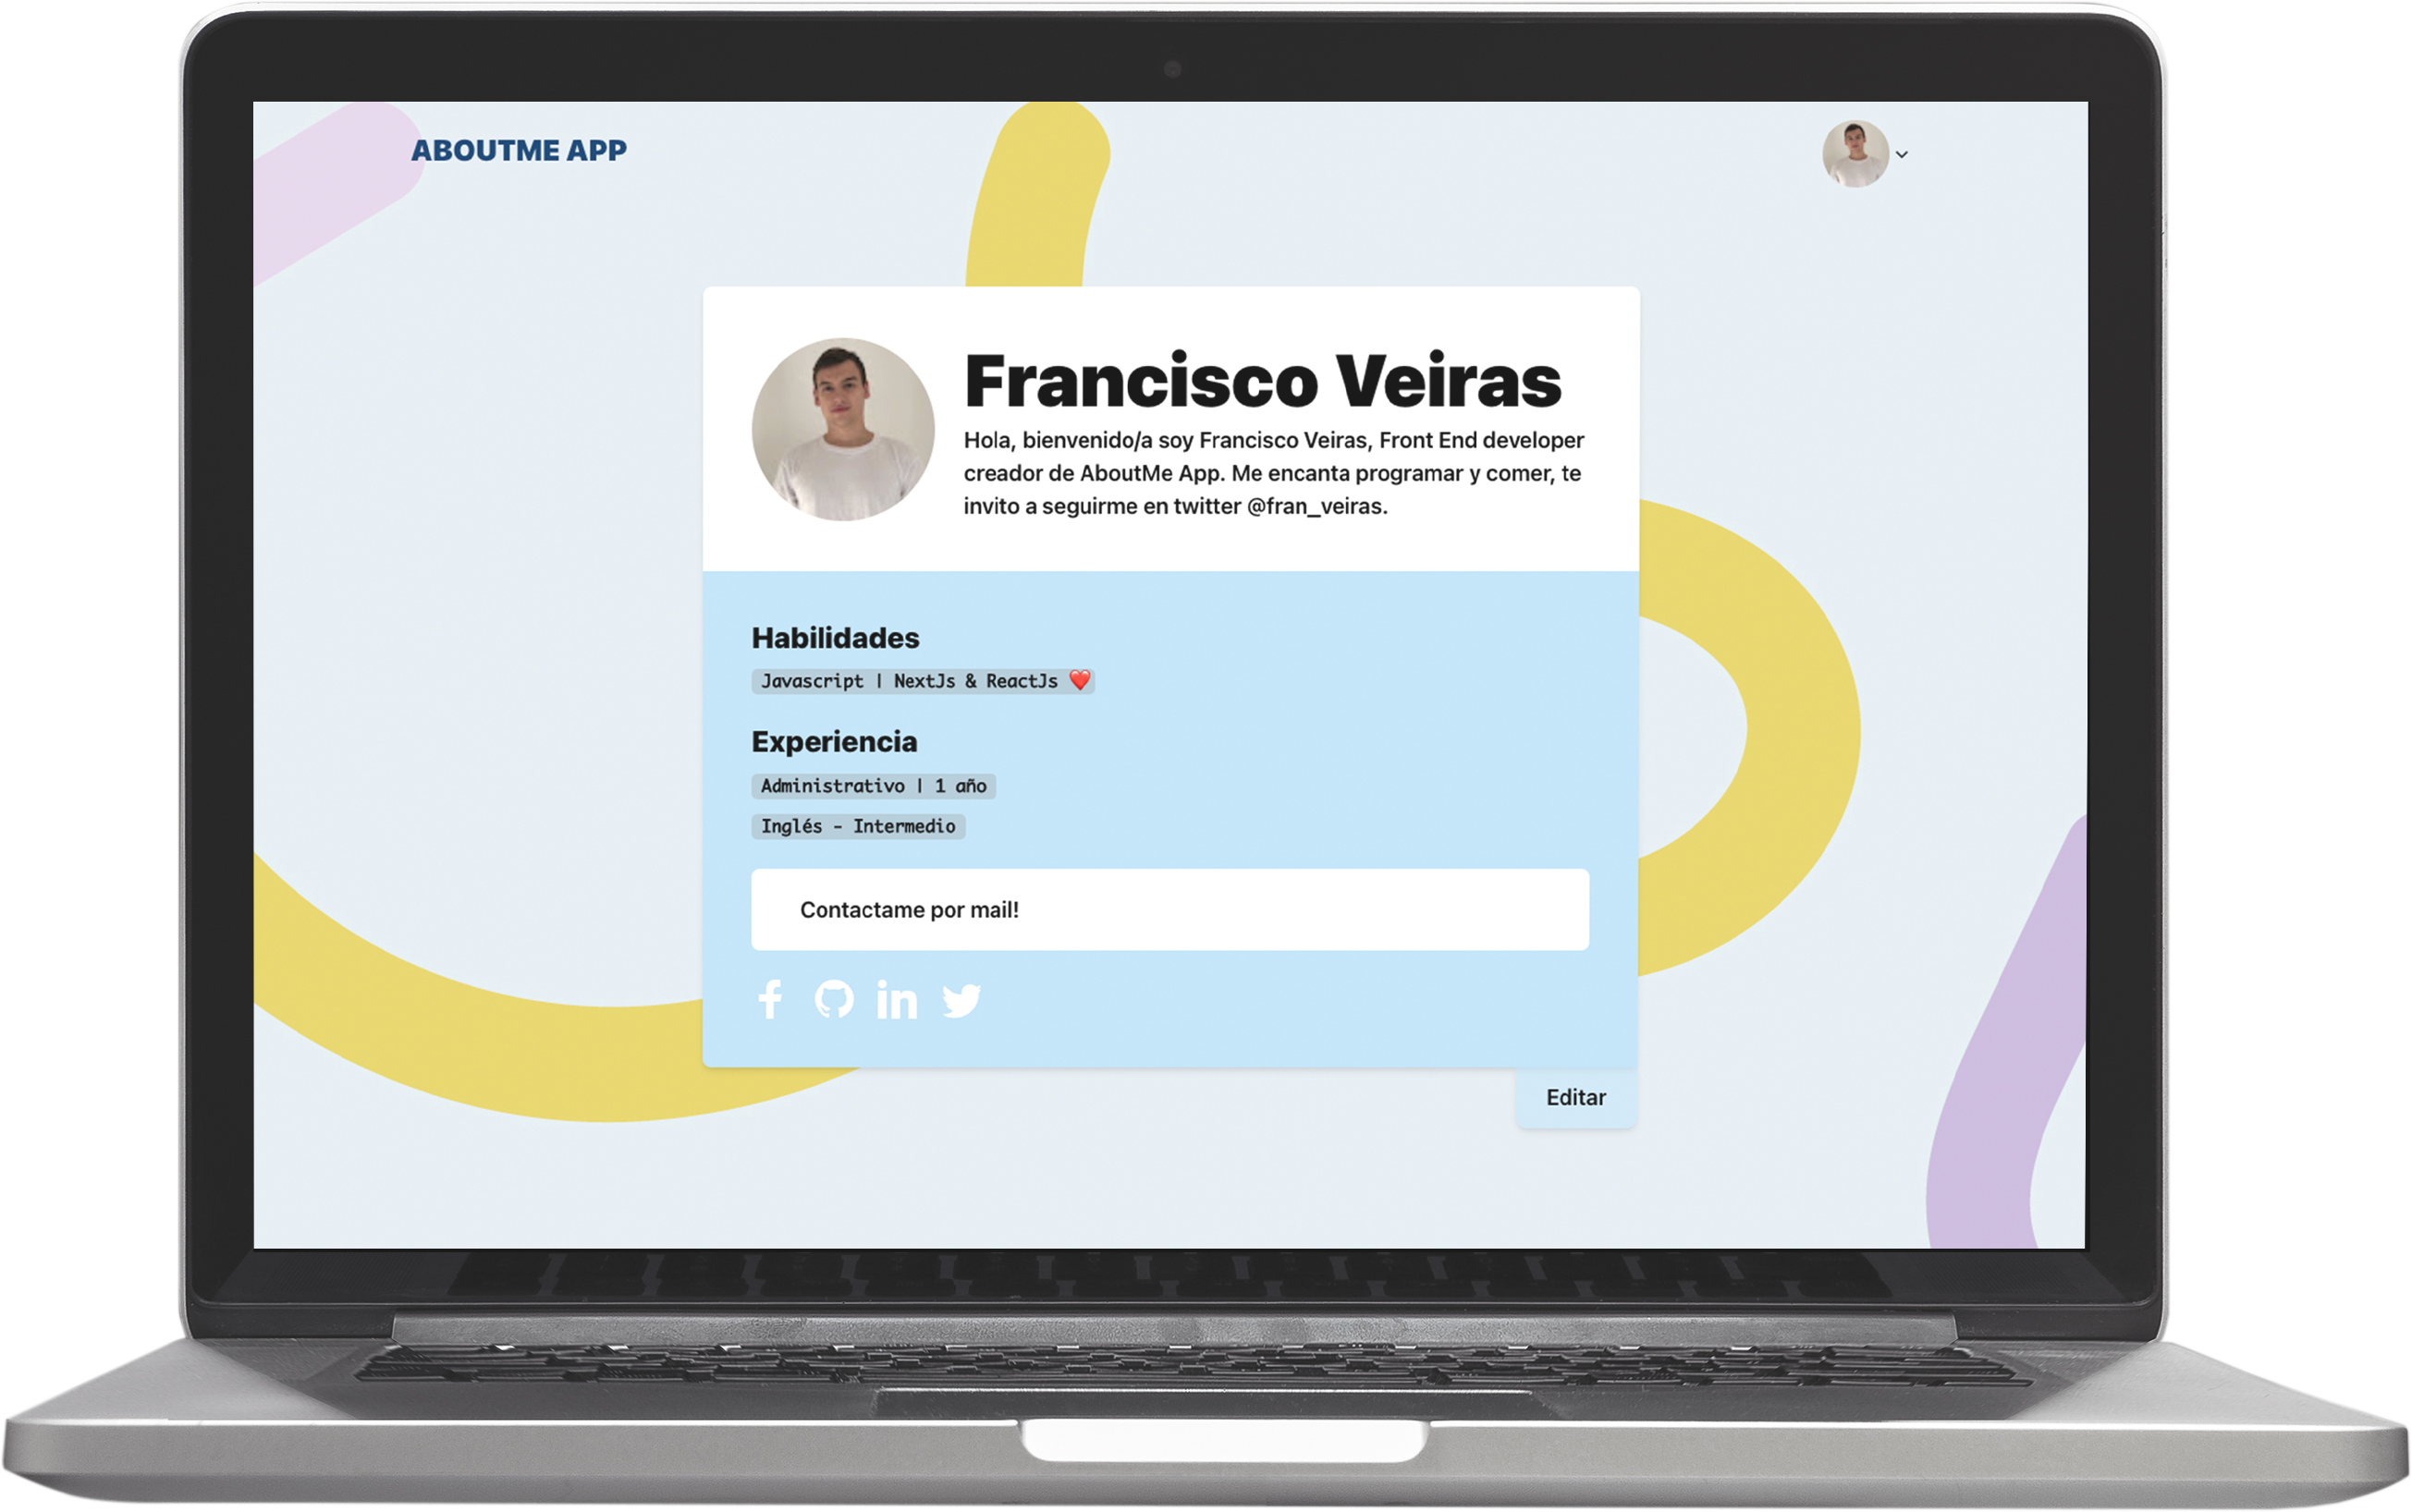 ABOUTME APP
Francisco Veiras
Hola, bienvenido/a soy Francisco Veiras, Front End developer
creador de AboutMe App. Me encanta programar y comer, te
invito a seguirme en twitter @fran_veiras.
Habilidades
Javascript | NextJs & ReactJs ❤️
Experiencia
Administrativo | 1 año
Inglés - Intermedio
Contactame por mail!
Editar